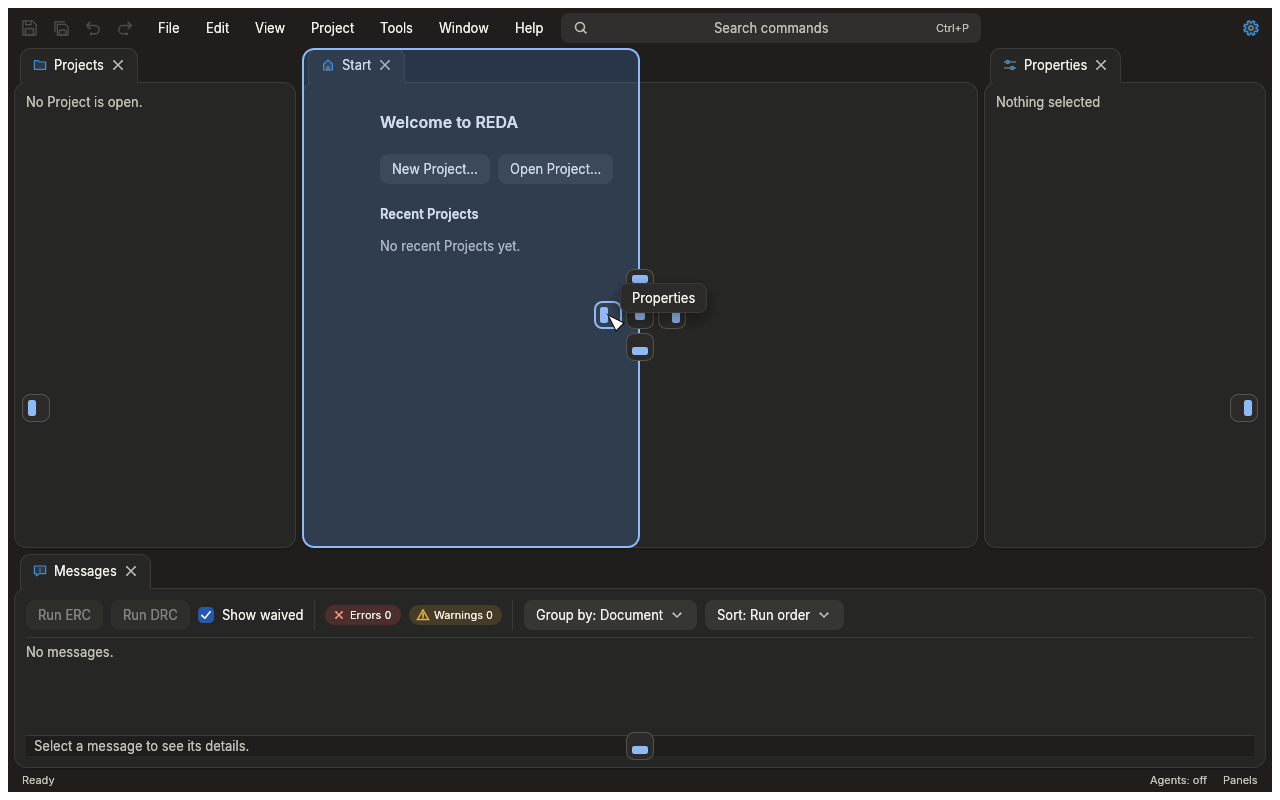 File Edit View Project Tools Window Help Search commands Ctrl+P
Projects
Start
Properties
No Project is open.
Nothing selected
Welcome to REDA
New Project... Open Project...
Recent Projects
No recent Projects yet.
Properties
Messages
Run ERC Run DRC Show waived Errors 0 Warnings 0 Group by: Document Sort: Run order
No messages.
Select a message to see its details.
Ready Agents: off Panels